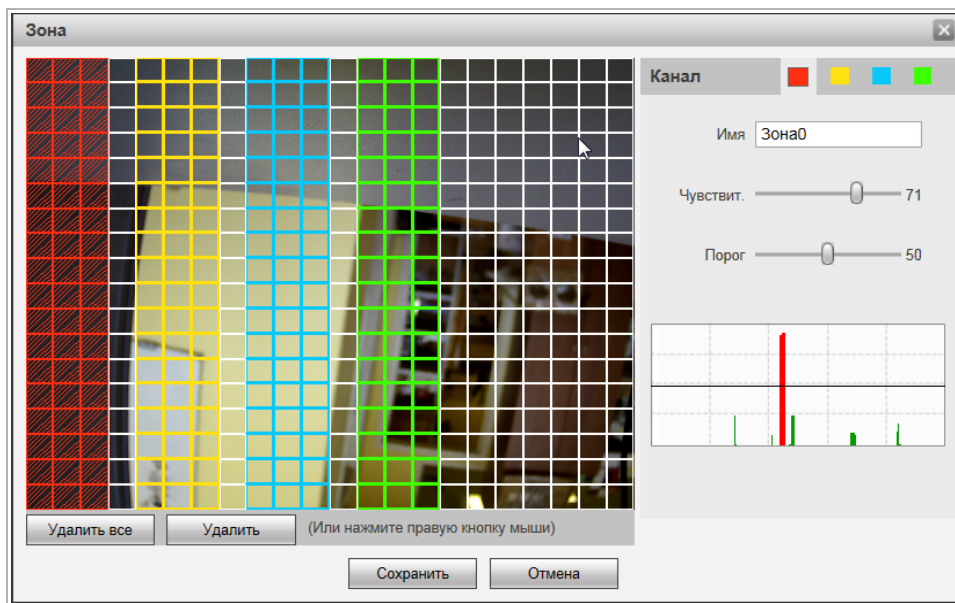 Зона
Канал
Имя Зона0
Чувствит. 71
Порог 50
Удалить все Удалить (Или нажмите правую кнопку мыши)
Сохранить Отмена